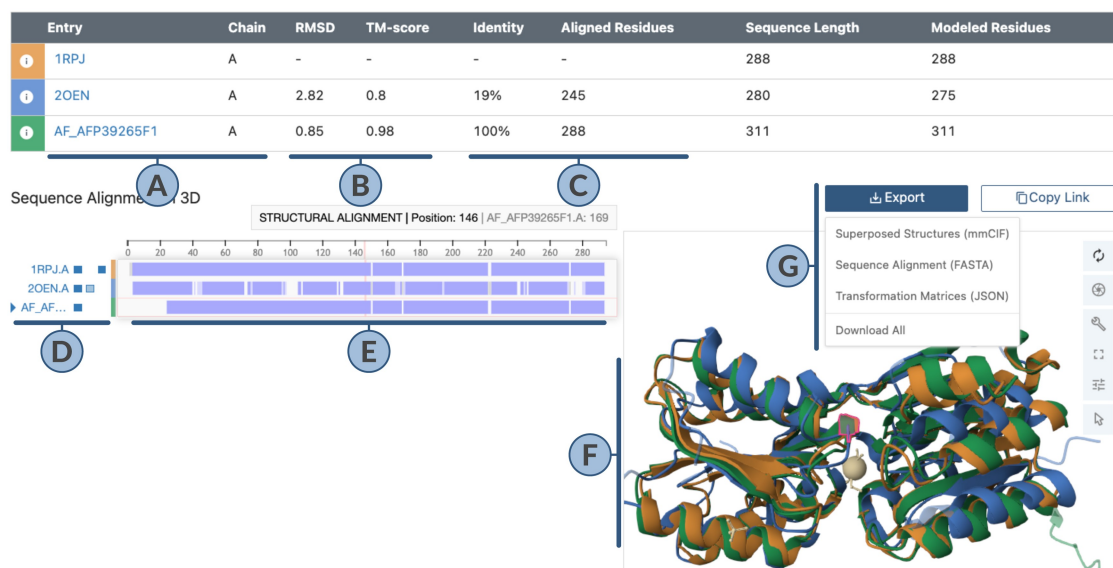 Entry Chain RMSD TM-score Identity Aligned Residues Sequence Length Modeled Residues
i 1RPJ A - - - - 288 288
i 2OEN A 2.82 0.8 19% 245 280 275
i AF_AFP39265F1 A 0.85 0.98 100% 288 311 311
A B C
Sequence Alignme 3D
Export Copy Link
STRUCTURAL ALIGNMENT | Position: 146 | AF_AFP39265F1.A: 169
Superposed Structures (mmCIF)
Sequence Alignment (FASTA)
Transformation Matrices (JSON)
Download All
G
0 20 40 60 80 100 120 140 160 180 200 220 240 260 280
1RPJ.A
2OEN.A
AF_AF...
D E
F